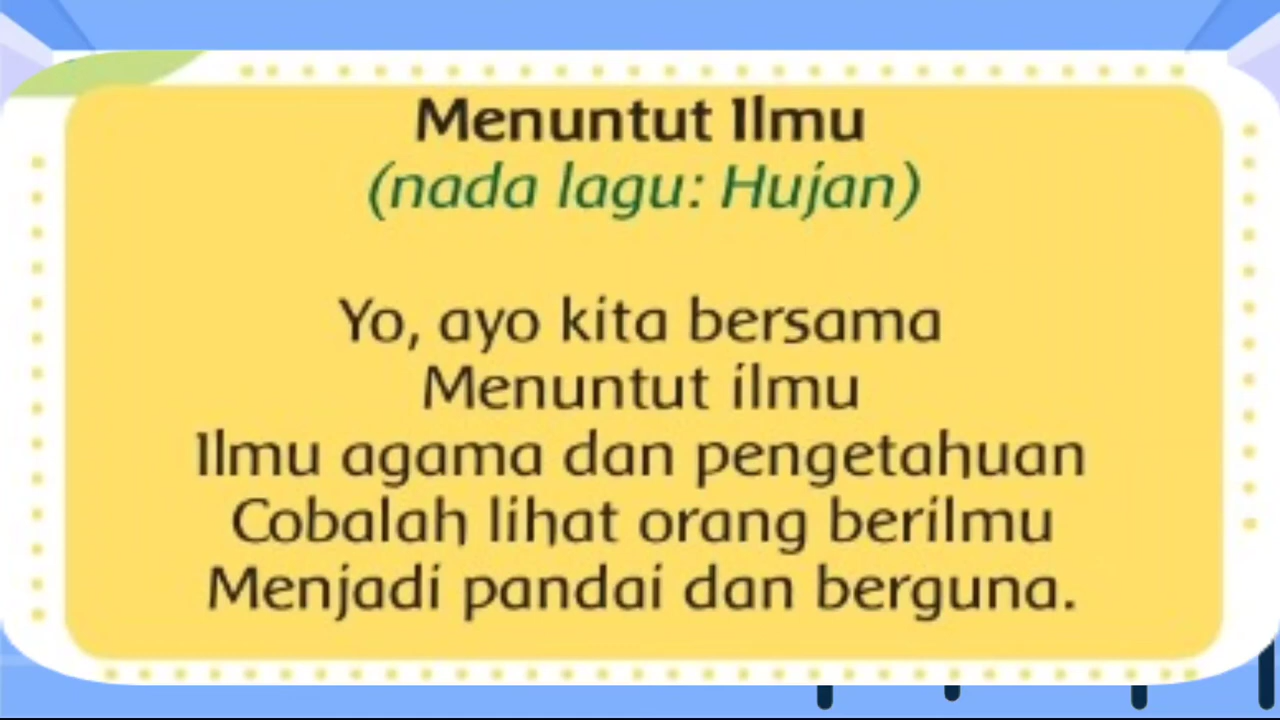 Menuntut Ilmu
(nada lagu: Hujan)
Yo, ayo kita bersama
Menuntut ilmu
Ilmu agama dan pengetahuan
Cobalah lihat orang berilmu
Menjadi pandai dan berguna.